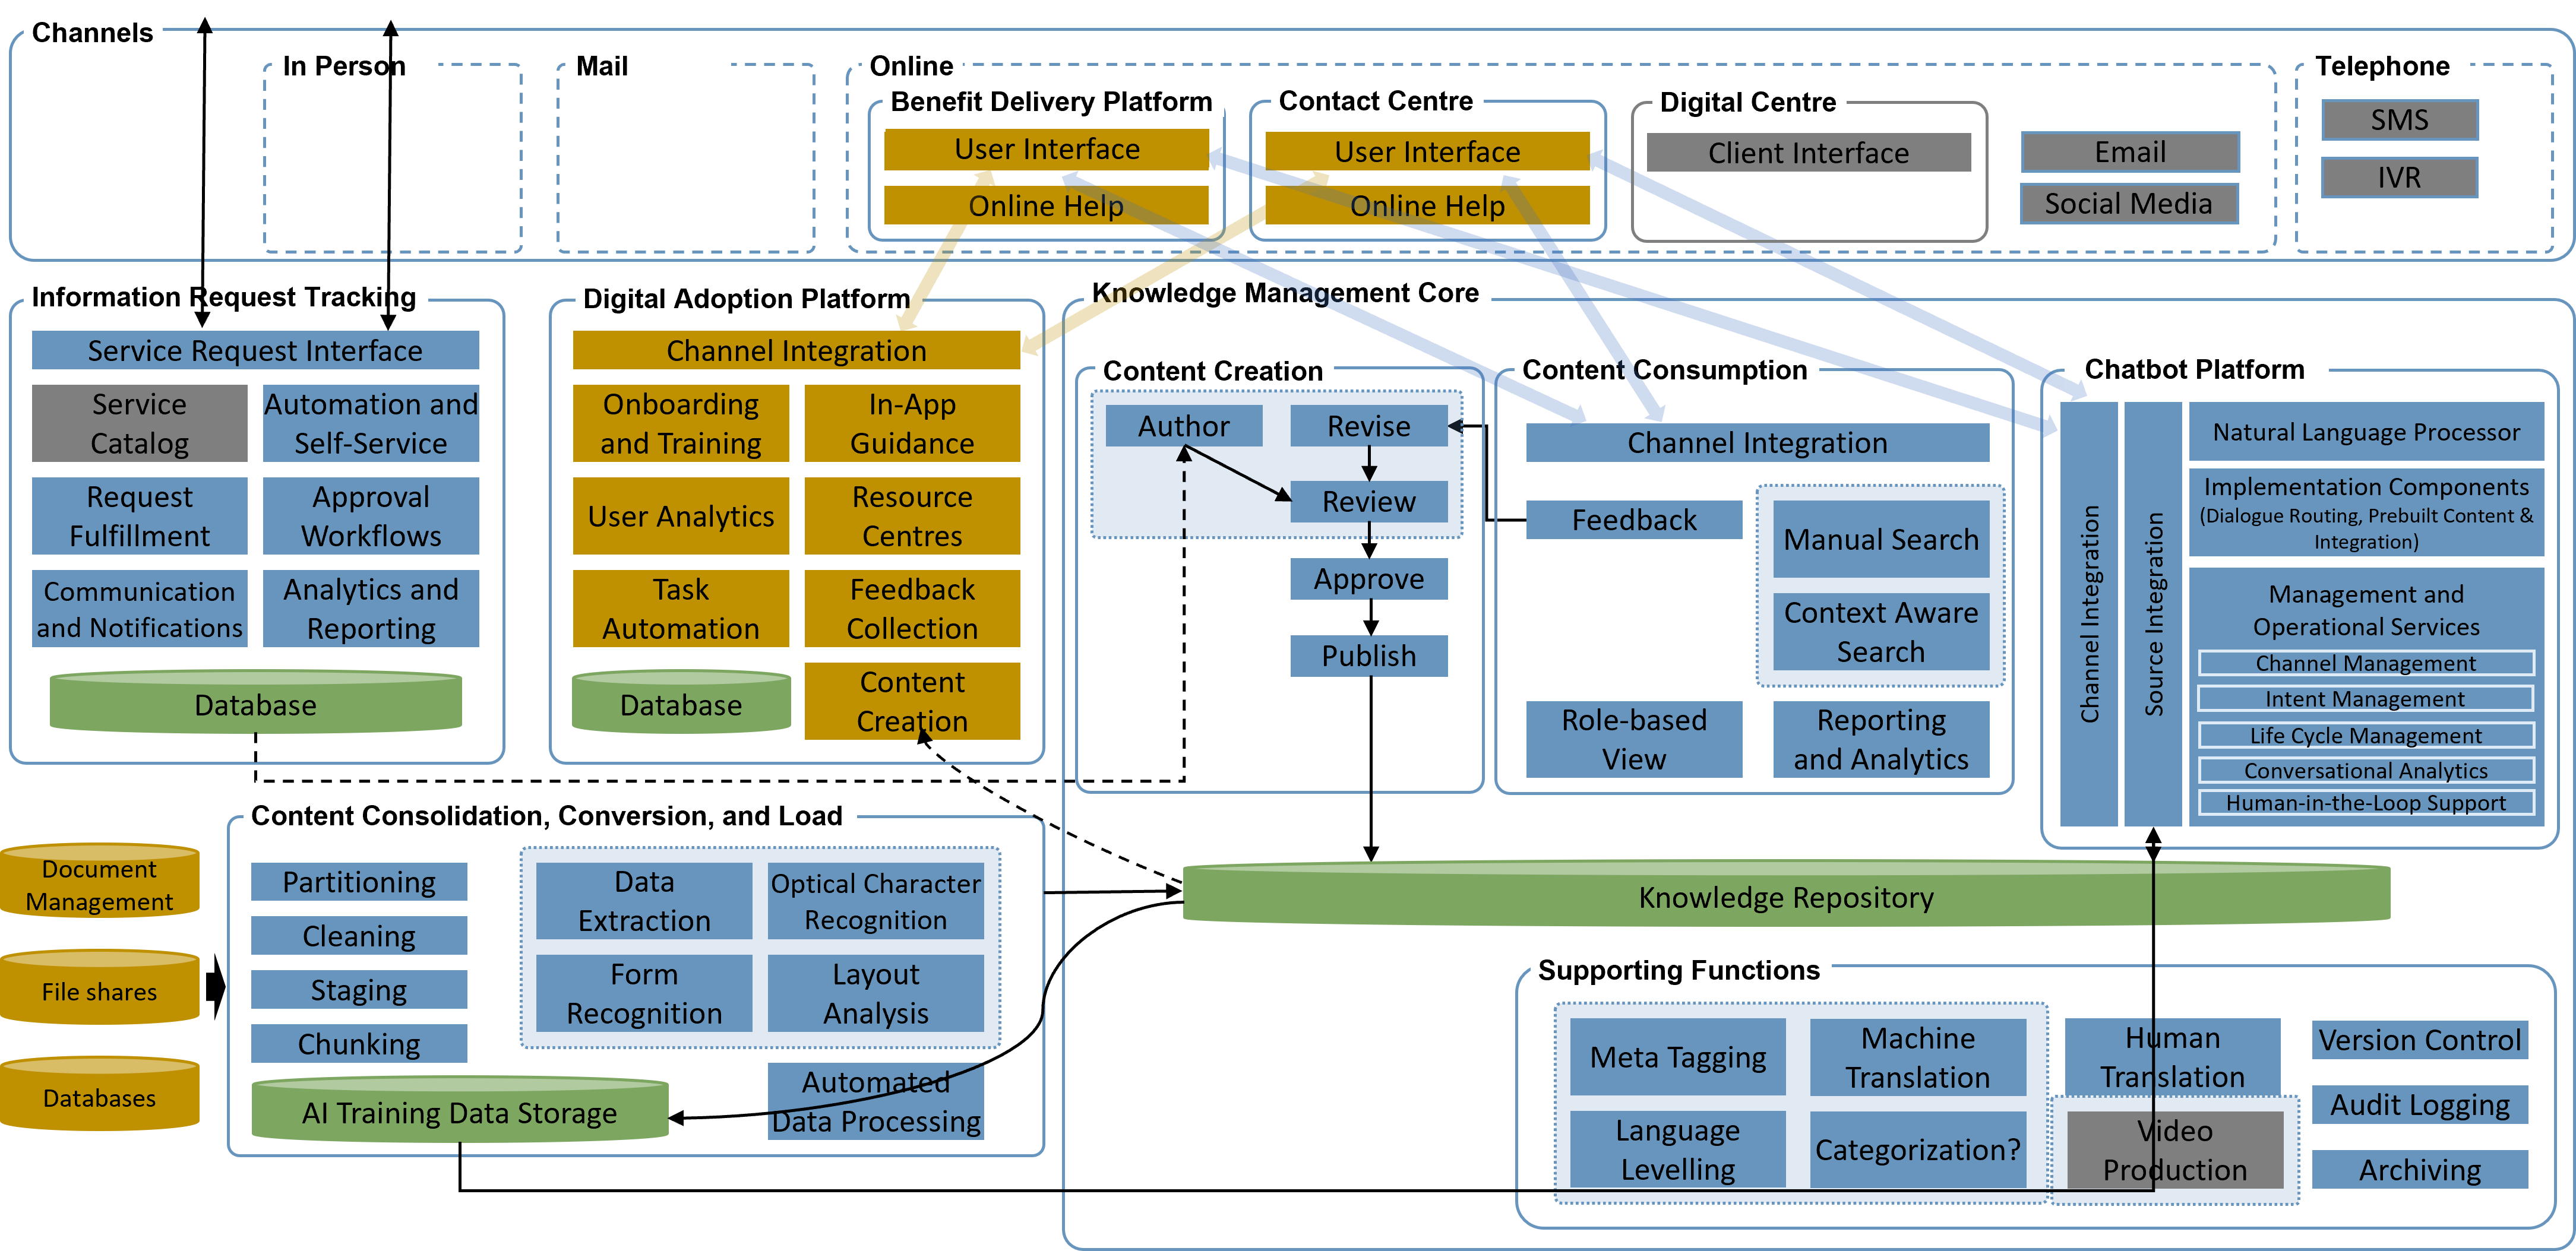 Channels
In Person
Mail
Online
Benefit Delivery Platform
User Interface
Online Help
Contact Centre
User Interface
Online Help
Digital Centre
Client Interface
Email
Social Media
Telephone
SMS
IVR
Information Request Tracking
Service Request Interface
Service
Catalog
Automation and
Self-Service
Request
Fulfillment
Approval
Workflows
Communication
and Notifications
Analytics and
Reporting
Database
Digital Adoption Platform
Channel Integration
Onboarding
and Training
In-App
Guidance
User Analytics
Resource
Centres
Task
Automation
Feedback
Collection
Database
Content
Creation
Knowledge Management Core
Content Creation
Author
Revise
Review
Approve
Publish
Content Consumption
Channel Integration
Feedback
Manual Search
Context Aware
Search
Role-based
View
Reporting
and Analytics
Chatbot Platform
Channel Integration
Source Integration
Natural Language Processor
Implementation Components
(Dialogue Routing, Prebuilt Content &
Integration)
Management and
Operational Services
Channel Management
Intent Management
Life Cycle Management
Conversational Analytics
Human-in-the-Loop Support
Document
Management
File shares
Databases
Content Consolidation, Conversion, and Load
Partitioning
Cleaning
Staging
Chunking
Data
Extraction
Optical Character
Recognition
Form
Recognition
Layout
Analysis
Automated
Data Processing
AI Training Data Storage
Knowledge Repository
Supporting Functions
Meta Tagging
Machine
Translation
Human
Translation
Version Control
Language
Levelling
Categorization?
Video
Production
Audit Logging
Archiving